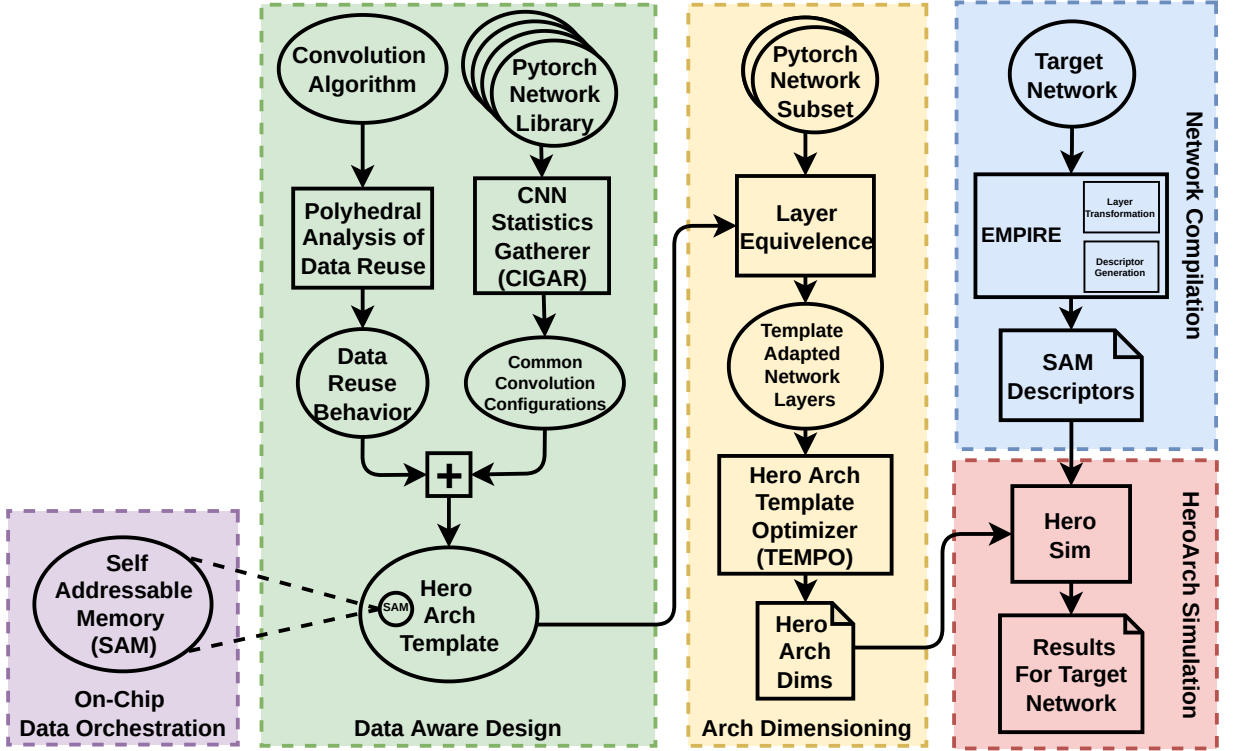 Convolution
Algorithm
Pytorch
Network
Library
Polyhedral
Analysis of
Data Reuse
CNN
Statistics
Gatherer
(CIGAR)
Data
Reuse
Behavior
Common
Convolution
Configurations
+
Hero
Arch
Template
SAM
Data Aware Design
Self
Addressable
Memory
(SAM)
On-Chip
Data Orchestration
Pytorch
Network
Subset
Layer
Equivelence
Template
Adapted
Network
Layers
Hero Arch
Template
Optimizer
(TEMPO)
Hero
Arch
Dims
Arch Dimensioning
Target
Network
EMPIRE
Layer
Transformation
Descriptor
Generation
SAM
Descriptors
Network Compilation
Hero
Sim
Results
For Target
Network
HeroArch Simulation